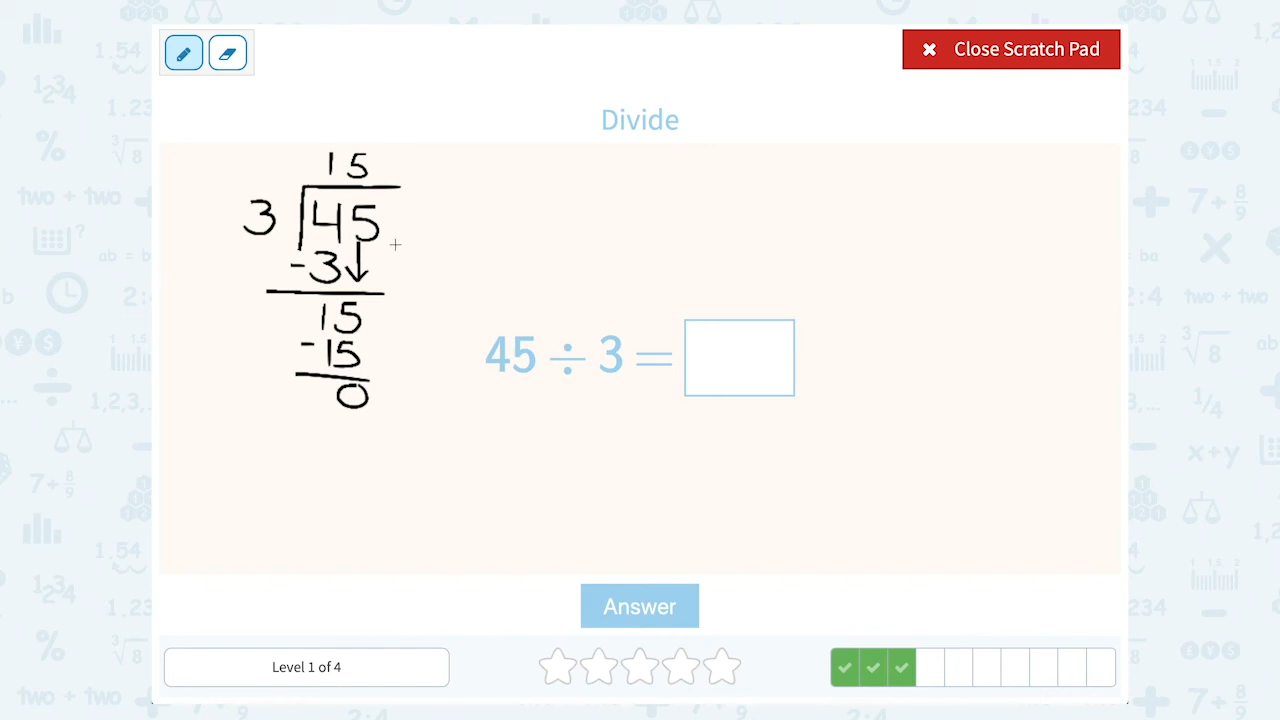 Close Scratch Pad
Divide
15
3 45
-3
15
-15
0
45 ÷ 3 =
Answer
Level 1 of 4